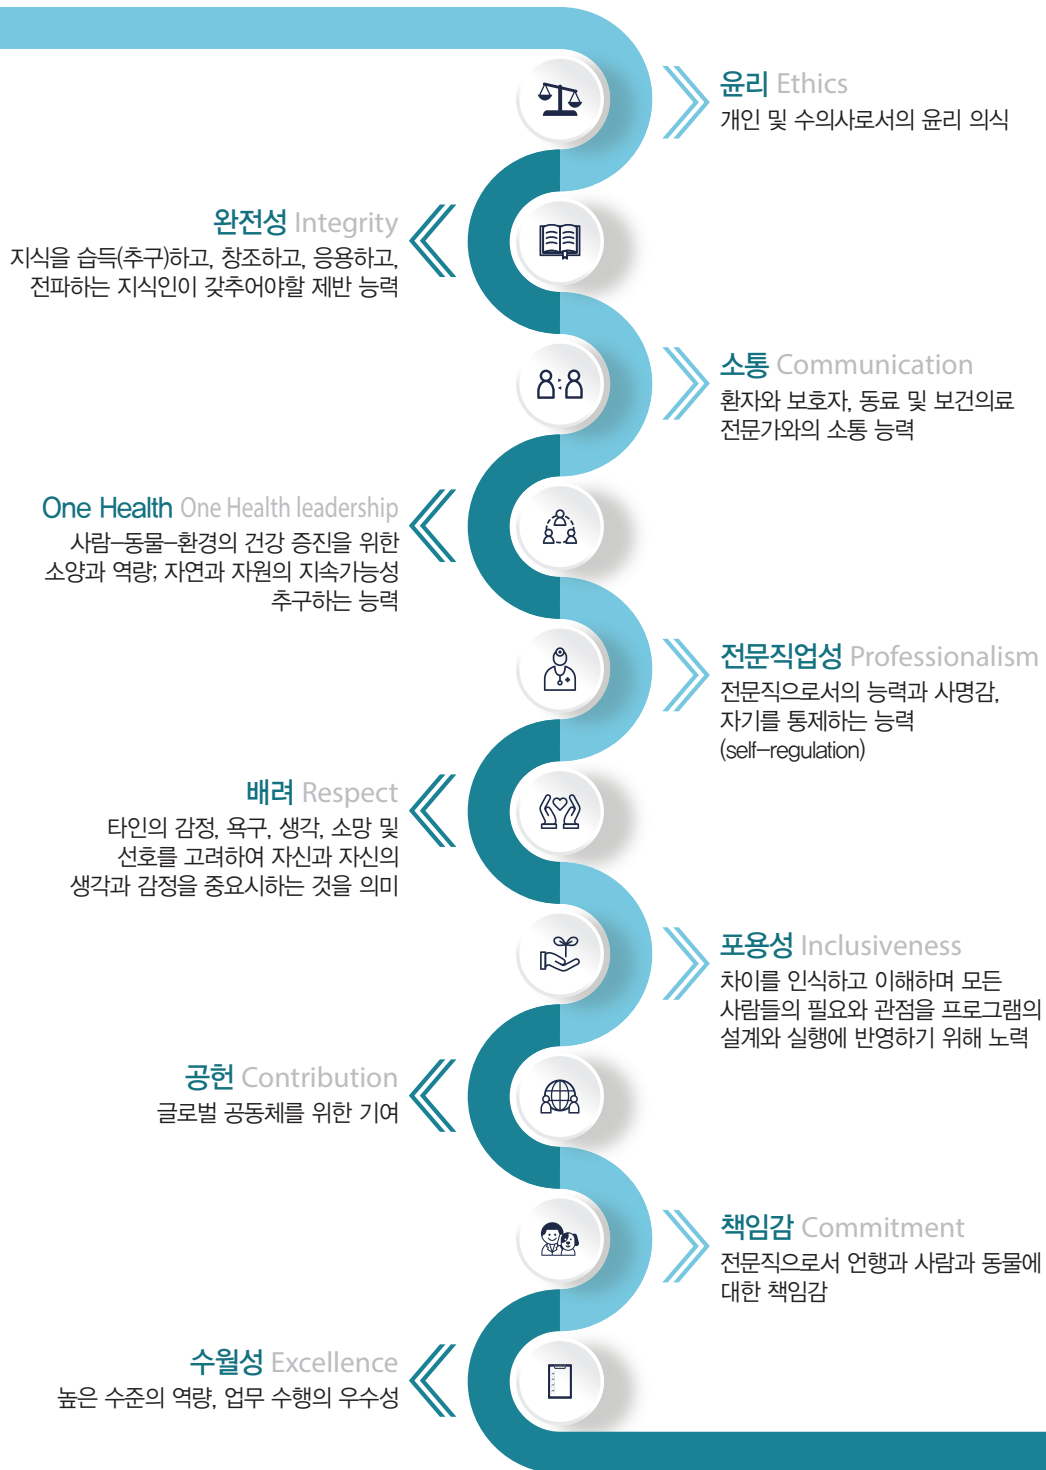 윤리 Ethics
개인 및 수의사로서의 윤리 의식
완전성 Integrity
지식을 습득(추구)하고, 창조하고, 응용하고,
전파하는 지식인이 갖추어야할 제반 능력
소통 Communication
환자와 보호자, 동료 및 보건의료
전문가와의 소통 능력
One Health One Health leadership
사람-동물-환경의 건강 증진을 위한
소양과 역량; 자연과 자원의 지속가능성
추구하는 능력
전문직업성 Professionalism
전문직으로서의 능력과 사명감,
자기를 통제하는 능력
(self-regulation)
배려 Respect
타인의 감정, 욕구, 생각, 소망 및
선호를 고려하여 자신과 자신의
생각과 감정을 중요시하는 것을 의미
포용성 Inclusiveness
차이를 인식하고 이해하며 모든
사람들의 필요와 관점을 프로그램의
설계와 실행에 반영하기 위해 노력
공헌 Contribution
글로벌 공동체를 위한 기여
책임감 Commitment
전문직으로서 언행과 사람과 동물에
대한 책임감
수월성 Excellence
높은 수준의 역량, 업무 수행의 우수성